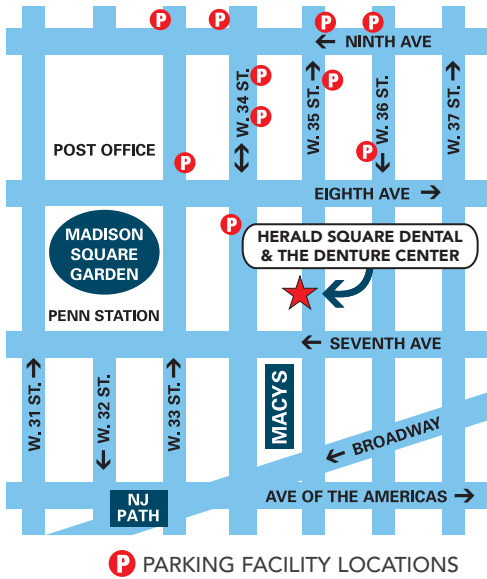 P
P
P
P
NINTH AVE
P
P
P
W. 34 ST.
W. 35 ST.
W. 36 ST.
W. 37 ST.
POST OFFICE
P
P
EIGHTH AVE
P
MADISON
SQUARE
GARDEN
HERALD SQUARE DENTAL
& THE DENTURE CENTER
PENN STATION
SEVENTH AVE
W. 31 ST.
W. 32 ST.
W. 33 ST.
MACYS
BROADWAY
NJ
PATH
AVE OF THE AMERICAS
P PARKING FACILITY LOCATIONS